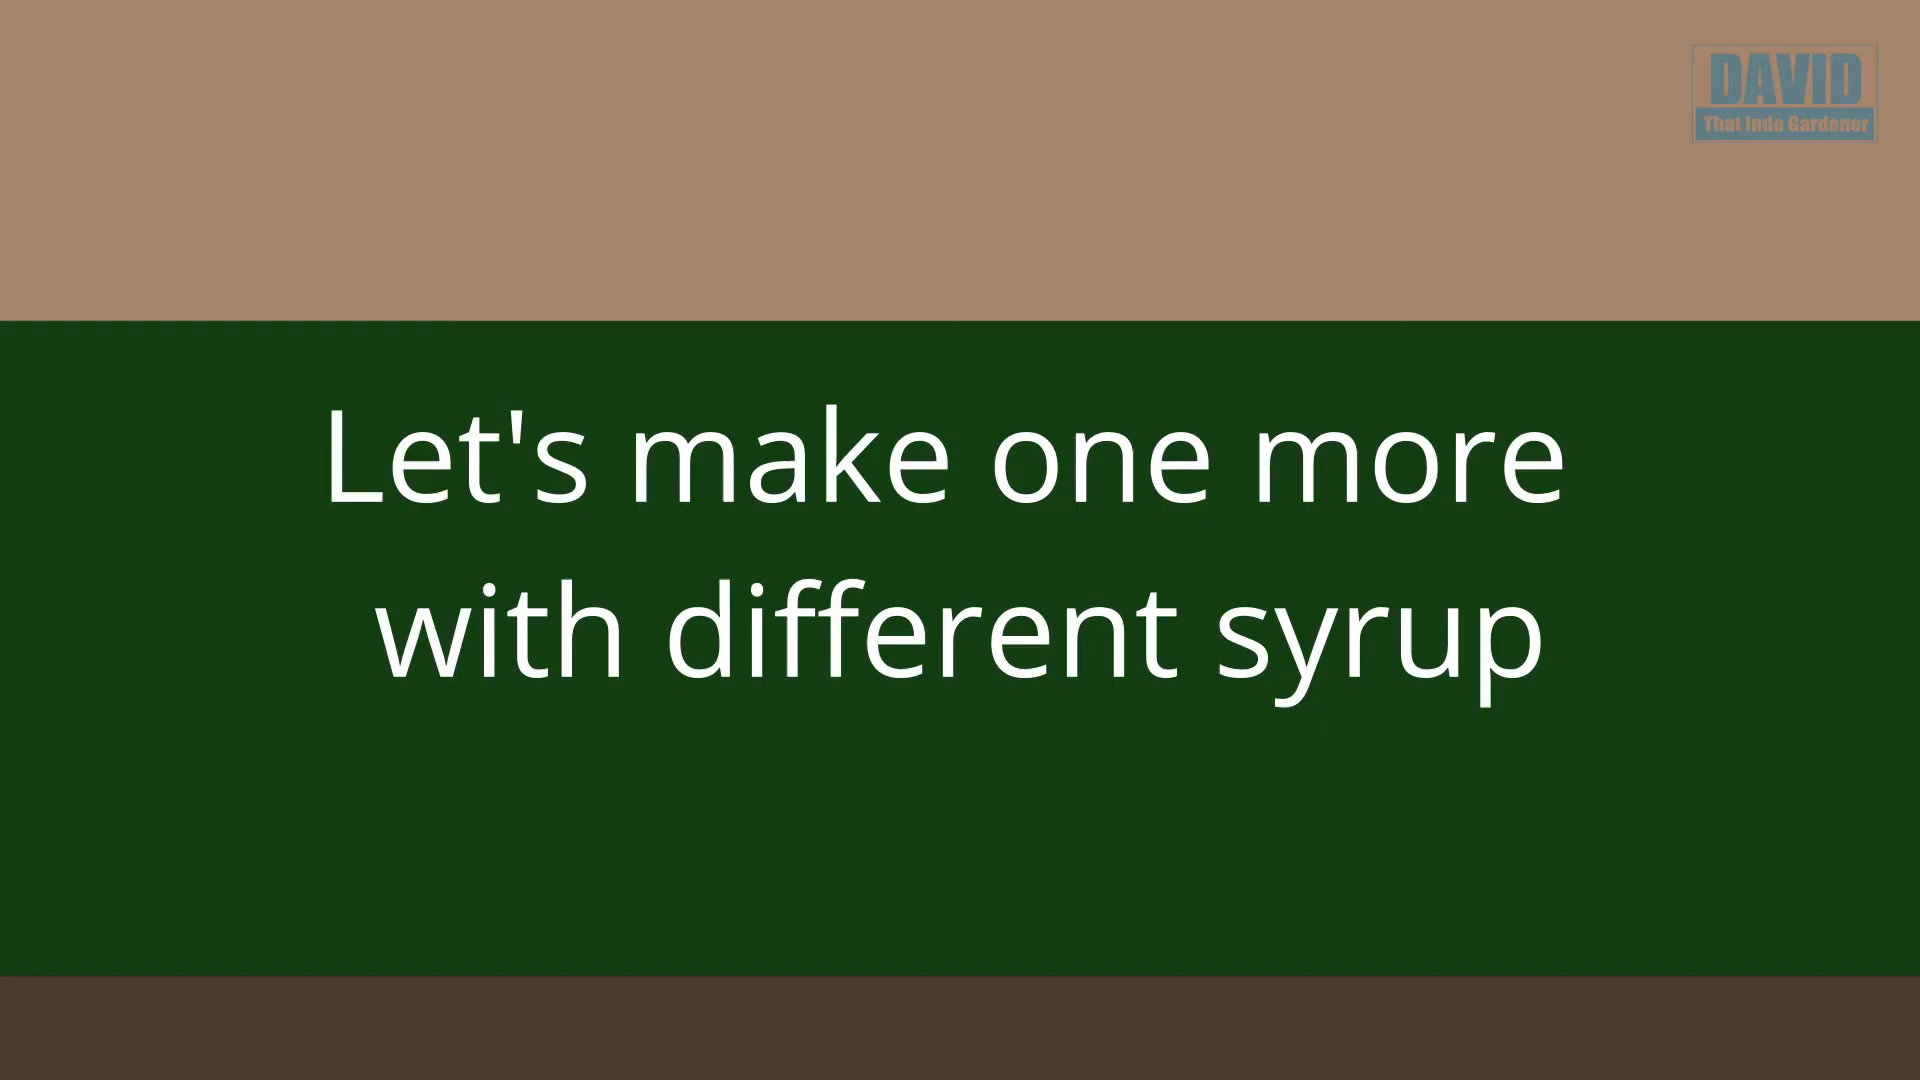 DAVID
That Indo Gardener
Let's make one more
with different syrup